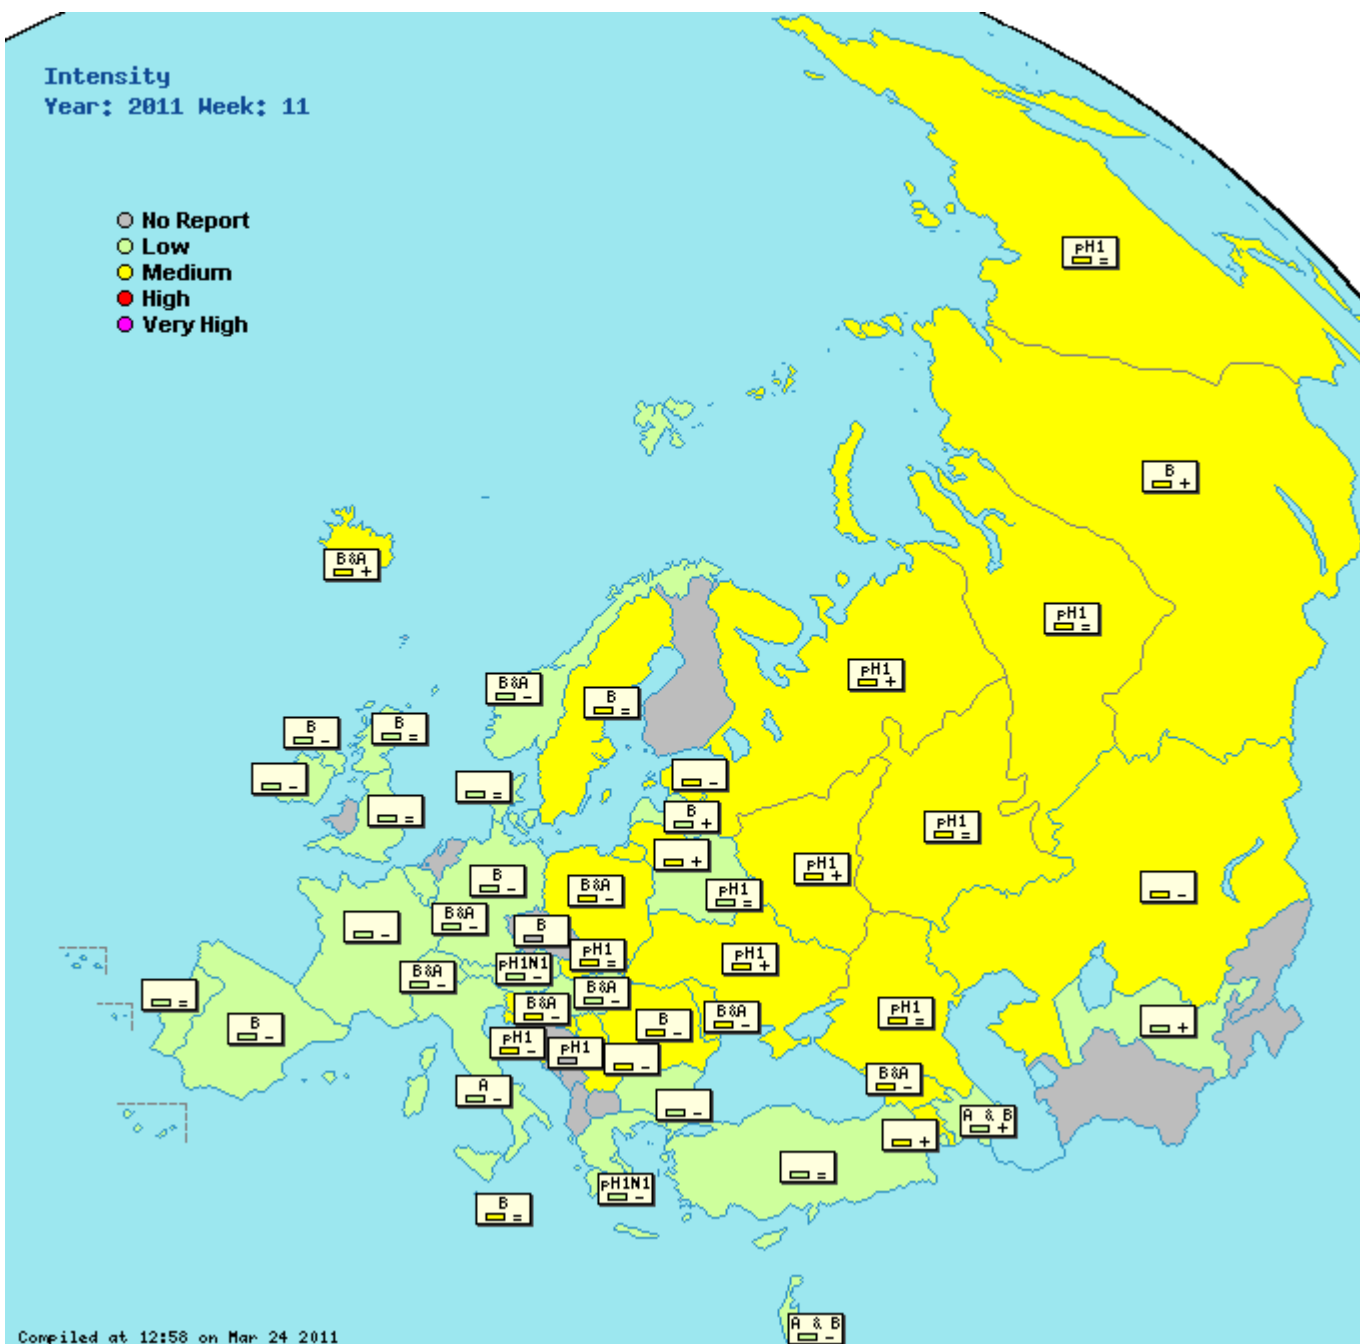 Intensity
Year: 2011 Week: 11
No Report
Low
Medium
High
Very High
pH1
=
B
+
B&A
+
pH1
=
pH1
+
B&A
-
B
=
B
-
B
=
-
-
=
=
B
+
pH1
=
+
pH1
+
B
-
B&A
-
pH1
=
-
B&A
-
-
B
pH1
=
pH1
+
pH1N1
-
B&A
-
B&A
-
=
B&A
-
pH1
=
B&A
-
B
-
+
B
-
pH1
-
pH1
-
B&A
-
A
-
-
A & B
+
+
=
pH1N1
-
B
=
A & B
-
Compiled at 12:58 on Mar 24 2011